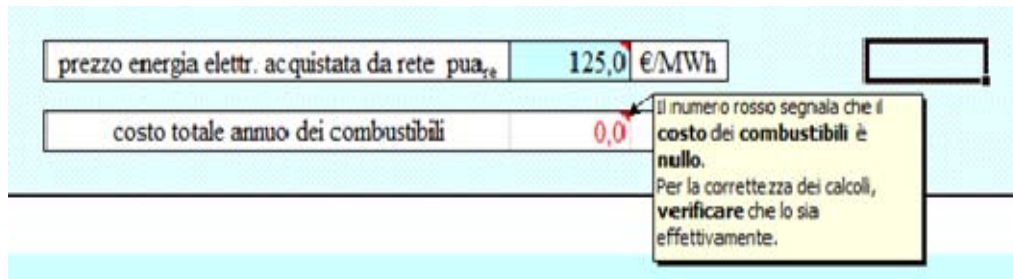 prezzo energia elettr. acquistata da rete pua_re 125,0 €/MWh
costo totale annuo dei combustibili 0,0
Il numero rosso segnala che il
costo dei combustibili è
nullo.
Per la correttezza dei calcoli,
verificare che lo sia
effettivamente.